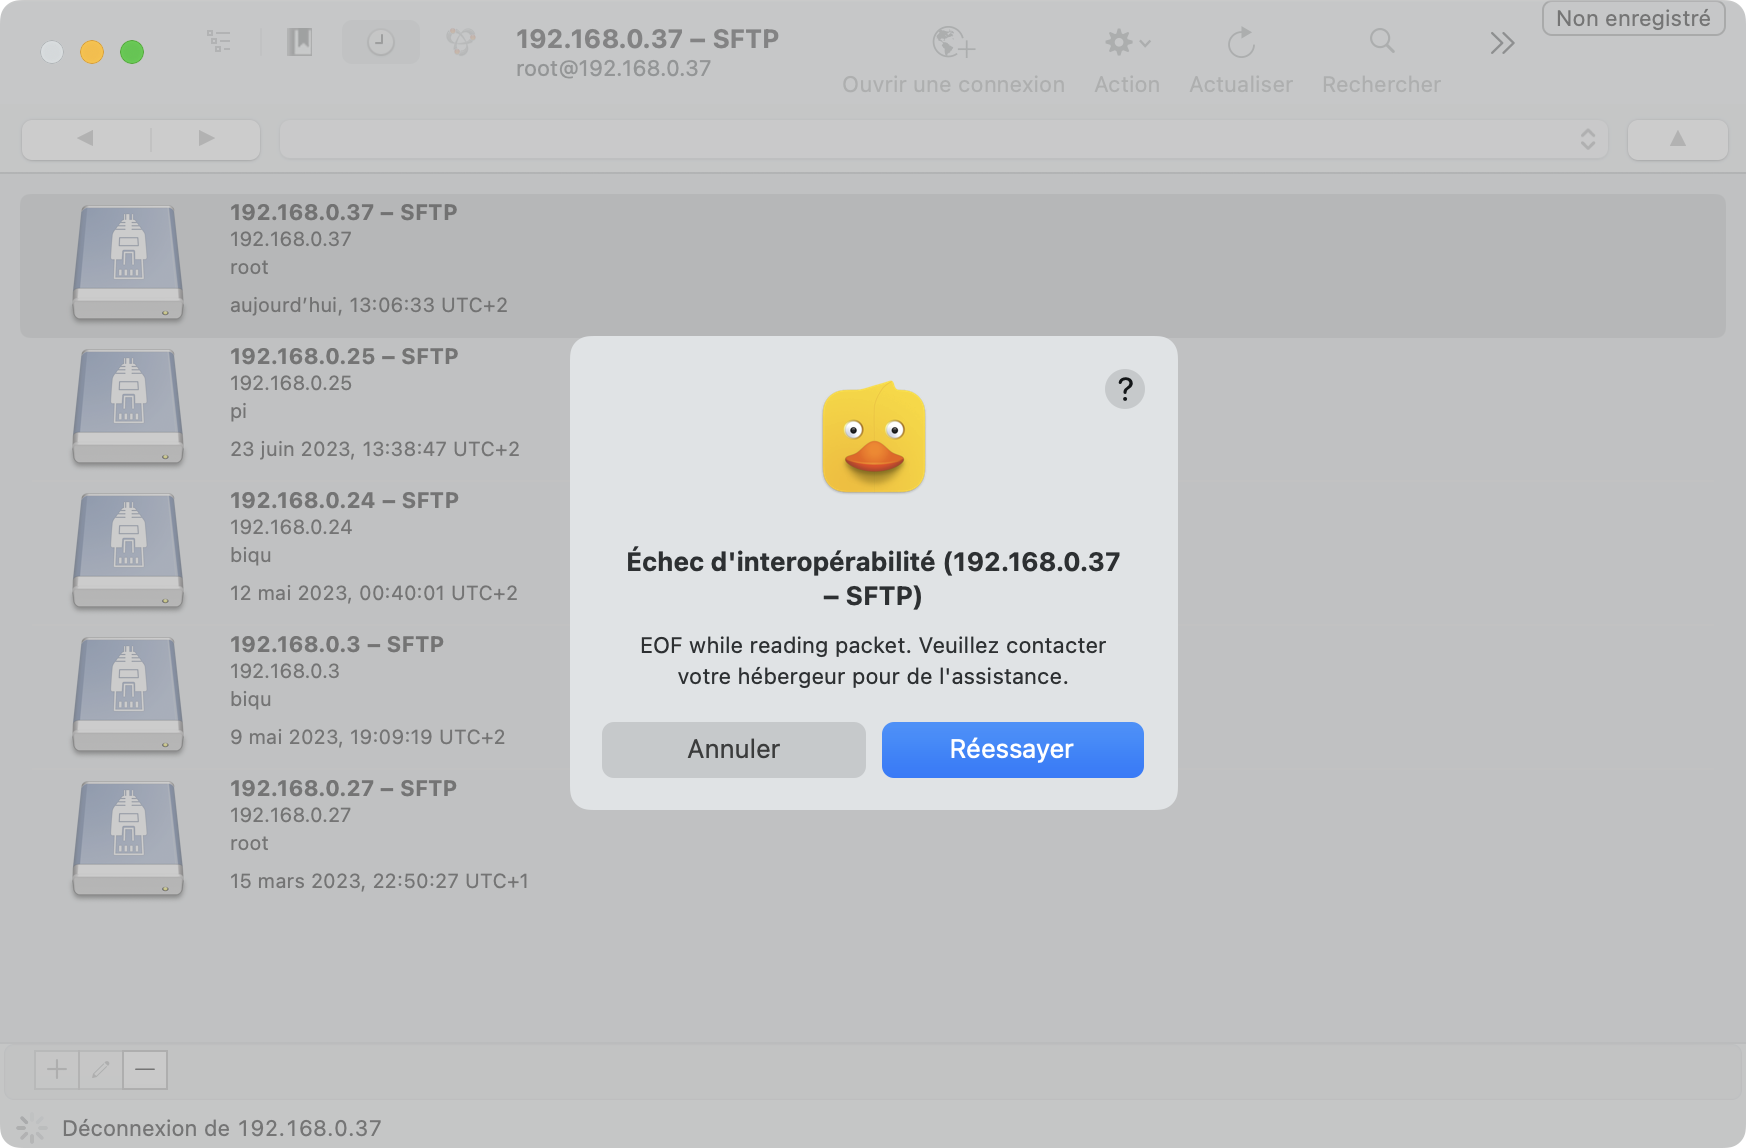 Non enregistré
192.168.0.37 – SFTP
root@192.168.0.37
Ouvrir une connexion
Action
Actualiser
Rechercher
192.168.0.37 – SFTP
192.168.0.37
root
aujourd’hui, 13:06:33 UTC+2
192.168.0.25 – SFTP
192.168.0.25
pi
23 juin 2023, 13:38:47 UTC+2
192.168.0.24 – SFTP
192.168.0.24
biqu
12 mai 2023, 00:40:01 UTC+2
192.168.0.3 – SFTP
192.168.0.3
biqu
9 mai 2023, 19:09:19 UTC+2
192.168.0.27 – SFTP
192.168.0.27
root
15 mars 2023, 22:50:27 UTC+1
?
Échec d'interopérabilité (192.168.0.37
– SFTP)
EOF while reading packet. Veuillez contacter
votre hébergeur pour de l'assistance.
Annuler
Réessayer
Déconnexion de 192.168.0.37